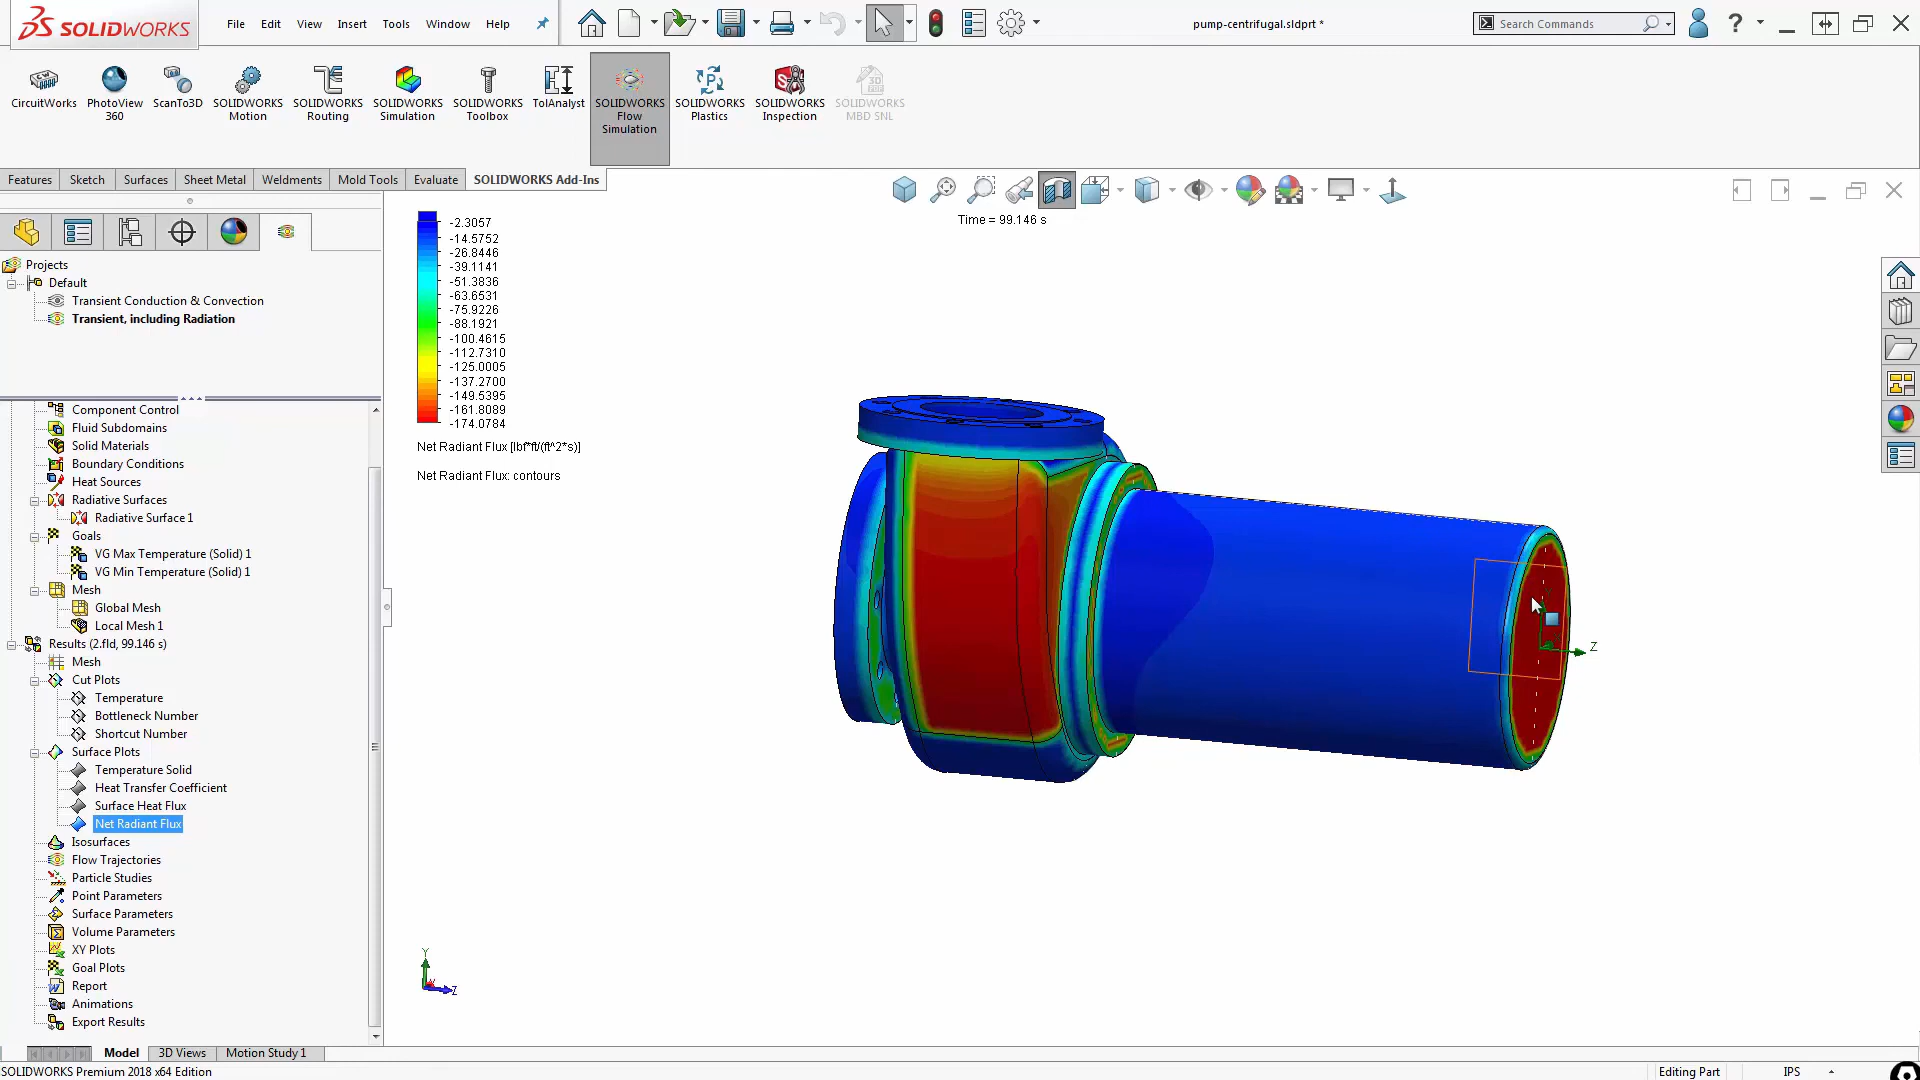 SOLIDWORKS
File Edit View Insert Tools Window Help
pump-centrifugal.sldprt *
Search Commands
?
CircuitWorks
PhotoView 360
ScanTo3D
SOLIDWORKS Motion
SOLIDWORKS Routing
SOLIDWORKS Simulation
SOLIDWORKS Toolbox
TolAnalyst
SOLIDWORKS Flow Simulation
SOLIDWORKS Plastics
SOLIDWORKS Inspection
SOLIDWORKS MBD SNL
Features Sketch Surfaces Sheet Metal Weldments Mold Tools Evaluate SOLIDWORKS Add-Ins
Time = 99.146 s
Projects
Default
Transient Conduction & Convection
Transient, including Radiation
Component Control
Fluid Subdomains
Solid Materials
Boundary Conditions
Heat Sources
Radiative Surfaces
Radiative Surface 1
Goals
VG Max Temperature (Solid) 1
VG Min Temperature (Solid) 1
Mesh
Global Mesh
Local Mesh 1
Results (2.fld, 99.146 s)
Mesh
Cut Plots
Temperature
Bottleneck Number
Shortcut Number
Surface Plots
Temperature Solid
Heat Transfer Coefficient
Surface Heat Flux
Net Radiant Flux
Isosurfaces
Flow Trajectories
Particle Studies
Point Parameters
Surface Parameters
Volume Parameters
XY Plots
Goal Plots
Report
Animations
Export Results
-2.3057
-14.5752
-26.8446
-39.1141
-51.3836
-63.6531
-75.9226
-88.1921
-100.4615
-112.7310
-125.0005
-137.2700
-149.5395
-161.8089
-174.0784
Net Radiant Flux [lbf*ft/(ft^2*s)]
Net Radiant Flux: contours
Z
Y
Z
Model 3D Views Motion Study 1
SOLIDWORKS Premium 2018 x64 Edition
Editing Part
IPS